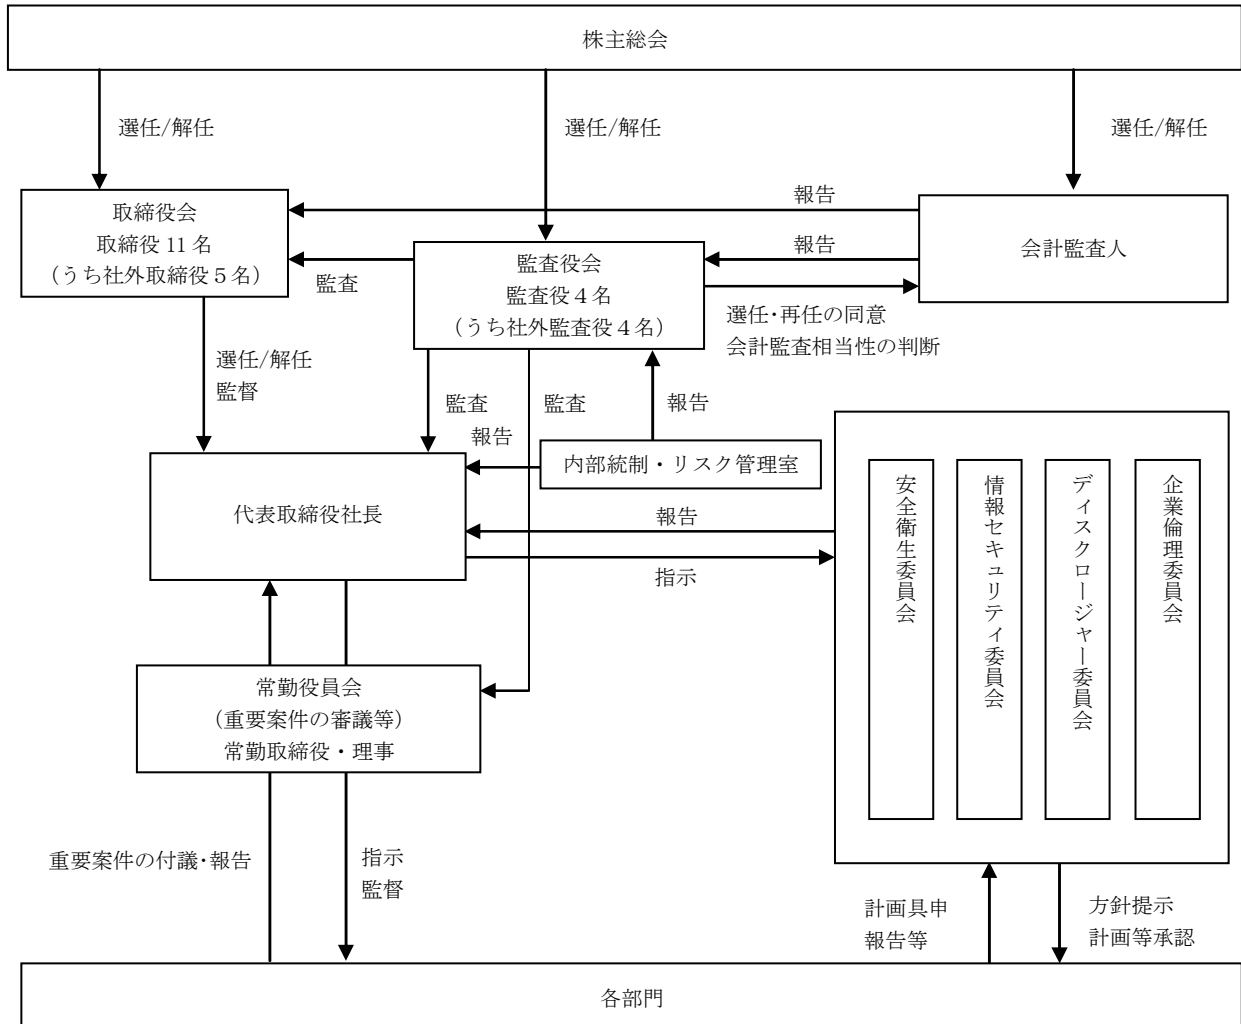 株主総会
選任/解任
選任/解任
選任/解任
取締役会
取締役 11 名
（うち社外取締役５名）
報告
会計監査人
監査役会
監査役４名
（うち社外監査役４名）
監査
報告
選任・再任の同意
会計監査相当性の判断
選任/解任
監督
監査
監査
報告
報告
内部統制・リスク管理室
代表取締役社長
報告
指示
安全衛生委員会
情報セキュリティ委員会
ディスクロージャー委員会
企業倫理委員会
常勤役員会
（重要案件の審議等）
常勤取締役・理事
重要案件の付議・報告
指示
監督
計画具申
報告等
方針提示
計画等承認
各部門